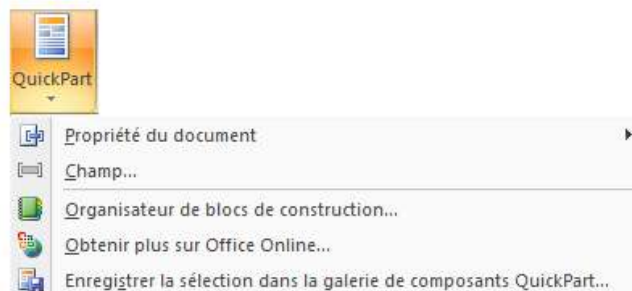 QuickPart
Propriété du document
Champ...
Organisateur de blocs de construction...
Obtenir plus sur Office Online...
Enregistrer la sélection dans la galerie de composants QuickPart...